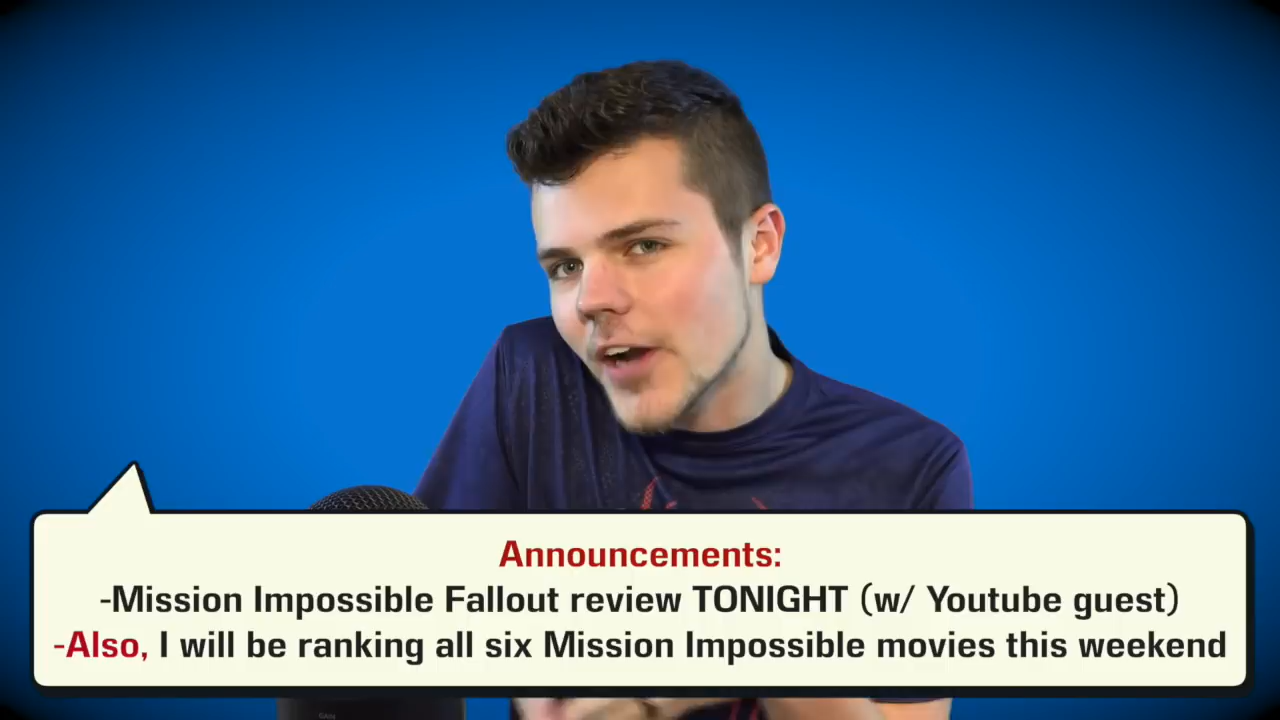 Announcements:
-Mission Impossible Fallout review TONIGHT (w/ Youtube guest)
-Also, I will be ranking all six Mission Impossible movies this weekend
GAIN